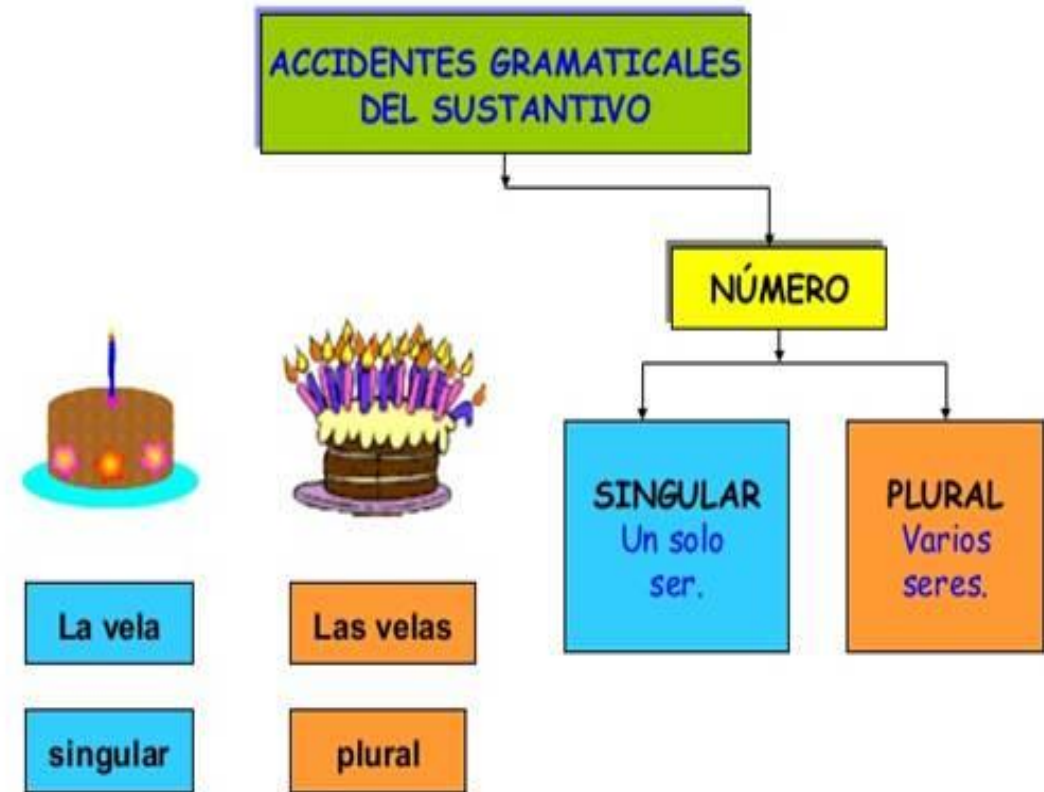 ACCIDENTES GRAMATICALES
DEL SUSTANTIVO
NÚMERO
SINGULAR
Un solo
ser.
PLURAL
Varios
seres.
La vela
Las velas
singular
plural